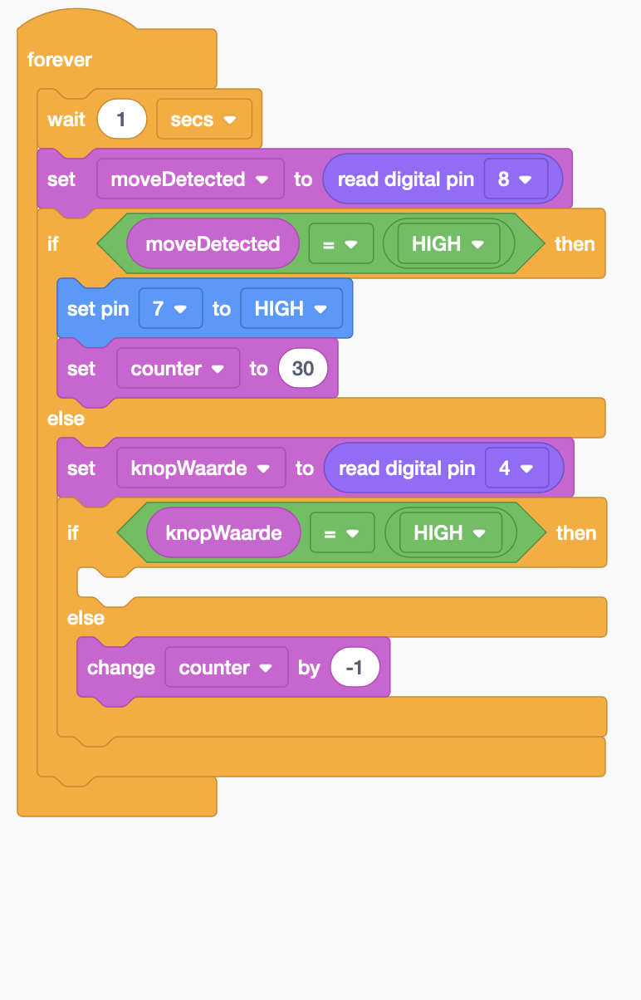 forever
wait 1 secs
set moveDetected to read digital pin 8
if moveDetected = HIGH then
set pin 7 to HIGH
set counter to 30
else
set knopWaarde to read digital pin 4
if knopWaarde = HIGH then
else
change counter by -1